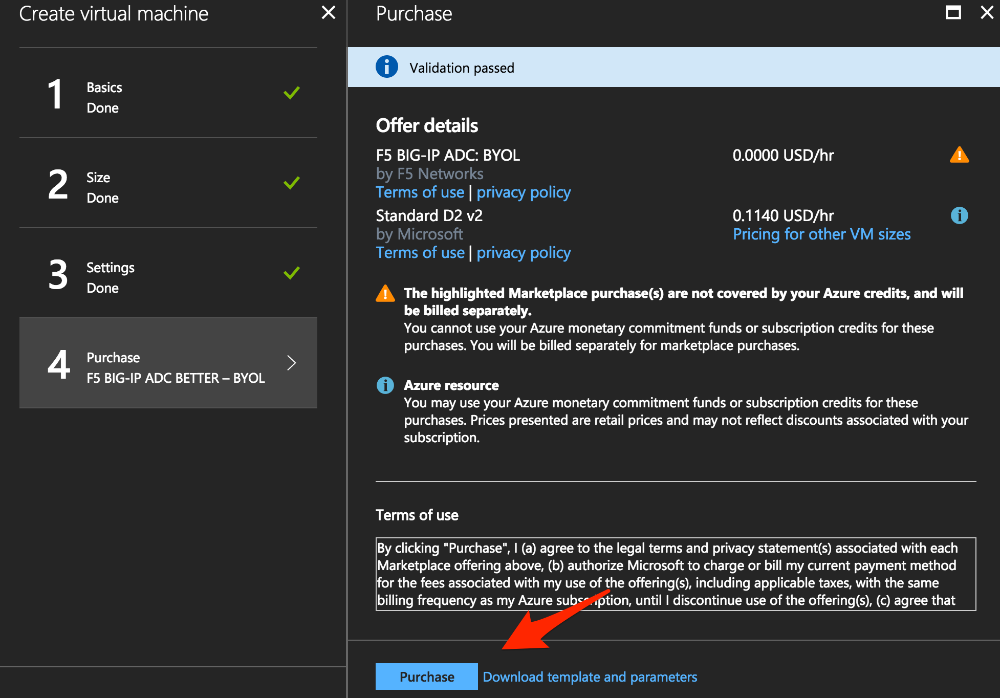 Create virtual machine
1
Basics
Done
2
Size
Done
3
Settings
Done
4
Purchase
F5 BIG-IP ADC BETTER – BYOL
Purchase
Validation passed
Offer details
F5 BIG-IP ADC: BYOL
0.0000 USD/hr
by F5 Networks
Terms of use | privacy policy
Standard D2 v2
0.1140 USD/hr
by Microsoft
Pricing for other VM sizes
Terms of use | privacy policy
The highlighted Marketplace purchase(s) are not covered by your Azure credits, and will
be billed separately.
You cannot use your Azure monetary commitment funds or subscription credits for these
purchases. You will be billed separately for marketplace purchases.
Azure resource
You may use your Azure monetary commitment funds or subscription credits for these
purchases. Prices presented are retail prices and may not reflect discounts associated with your
subscription.
Terms of use
By clicking "Purchase", I (a) agree to the legal terms and privacy statement(s) associated with each
Marketplace offering above, (b) authorize Microsoft to charge or bill my current payment method
for the fees associated with my use of the offering(s), including applicable taxes, with the same
billing frequency as my Azure subscription, until I discontinue use of the offering(s), (c) agree that
Purchase
Download template and parameters